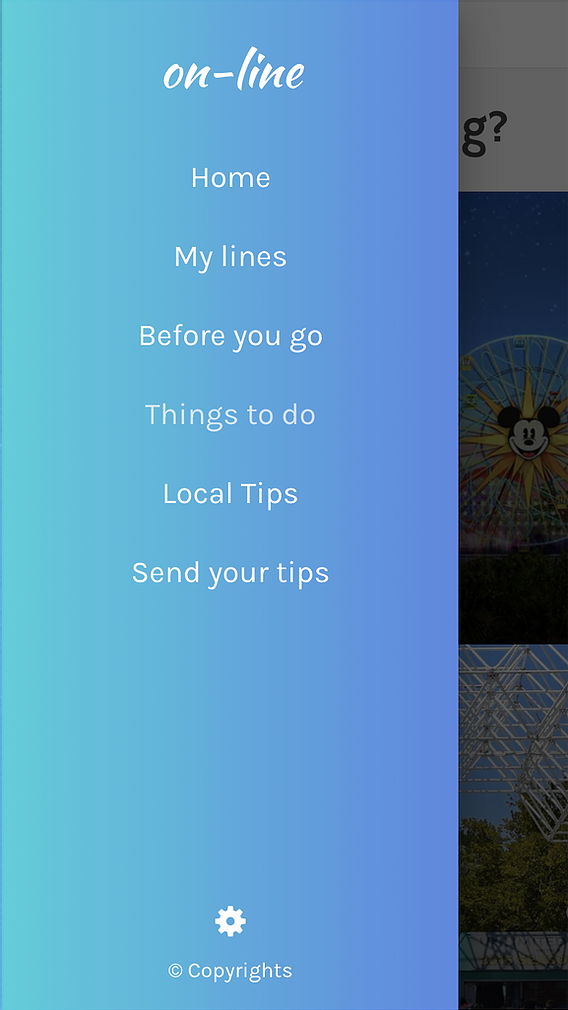 on-line
g?
Home
My lines
Before you go
Things to do
Local Tips
Send your tips
© Copyrights